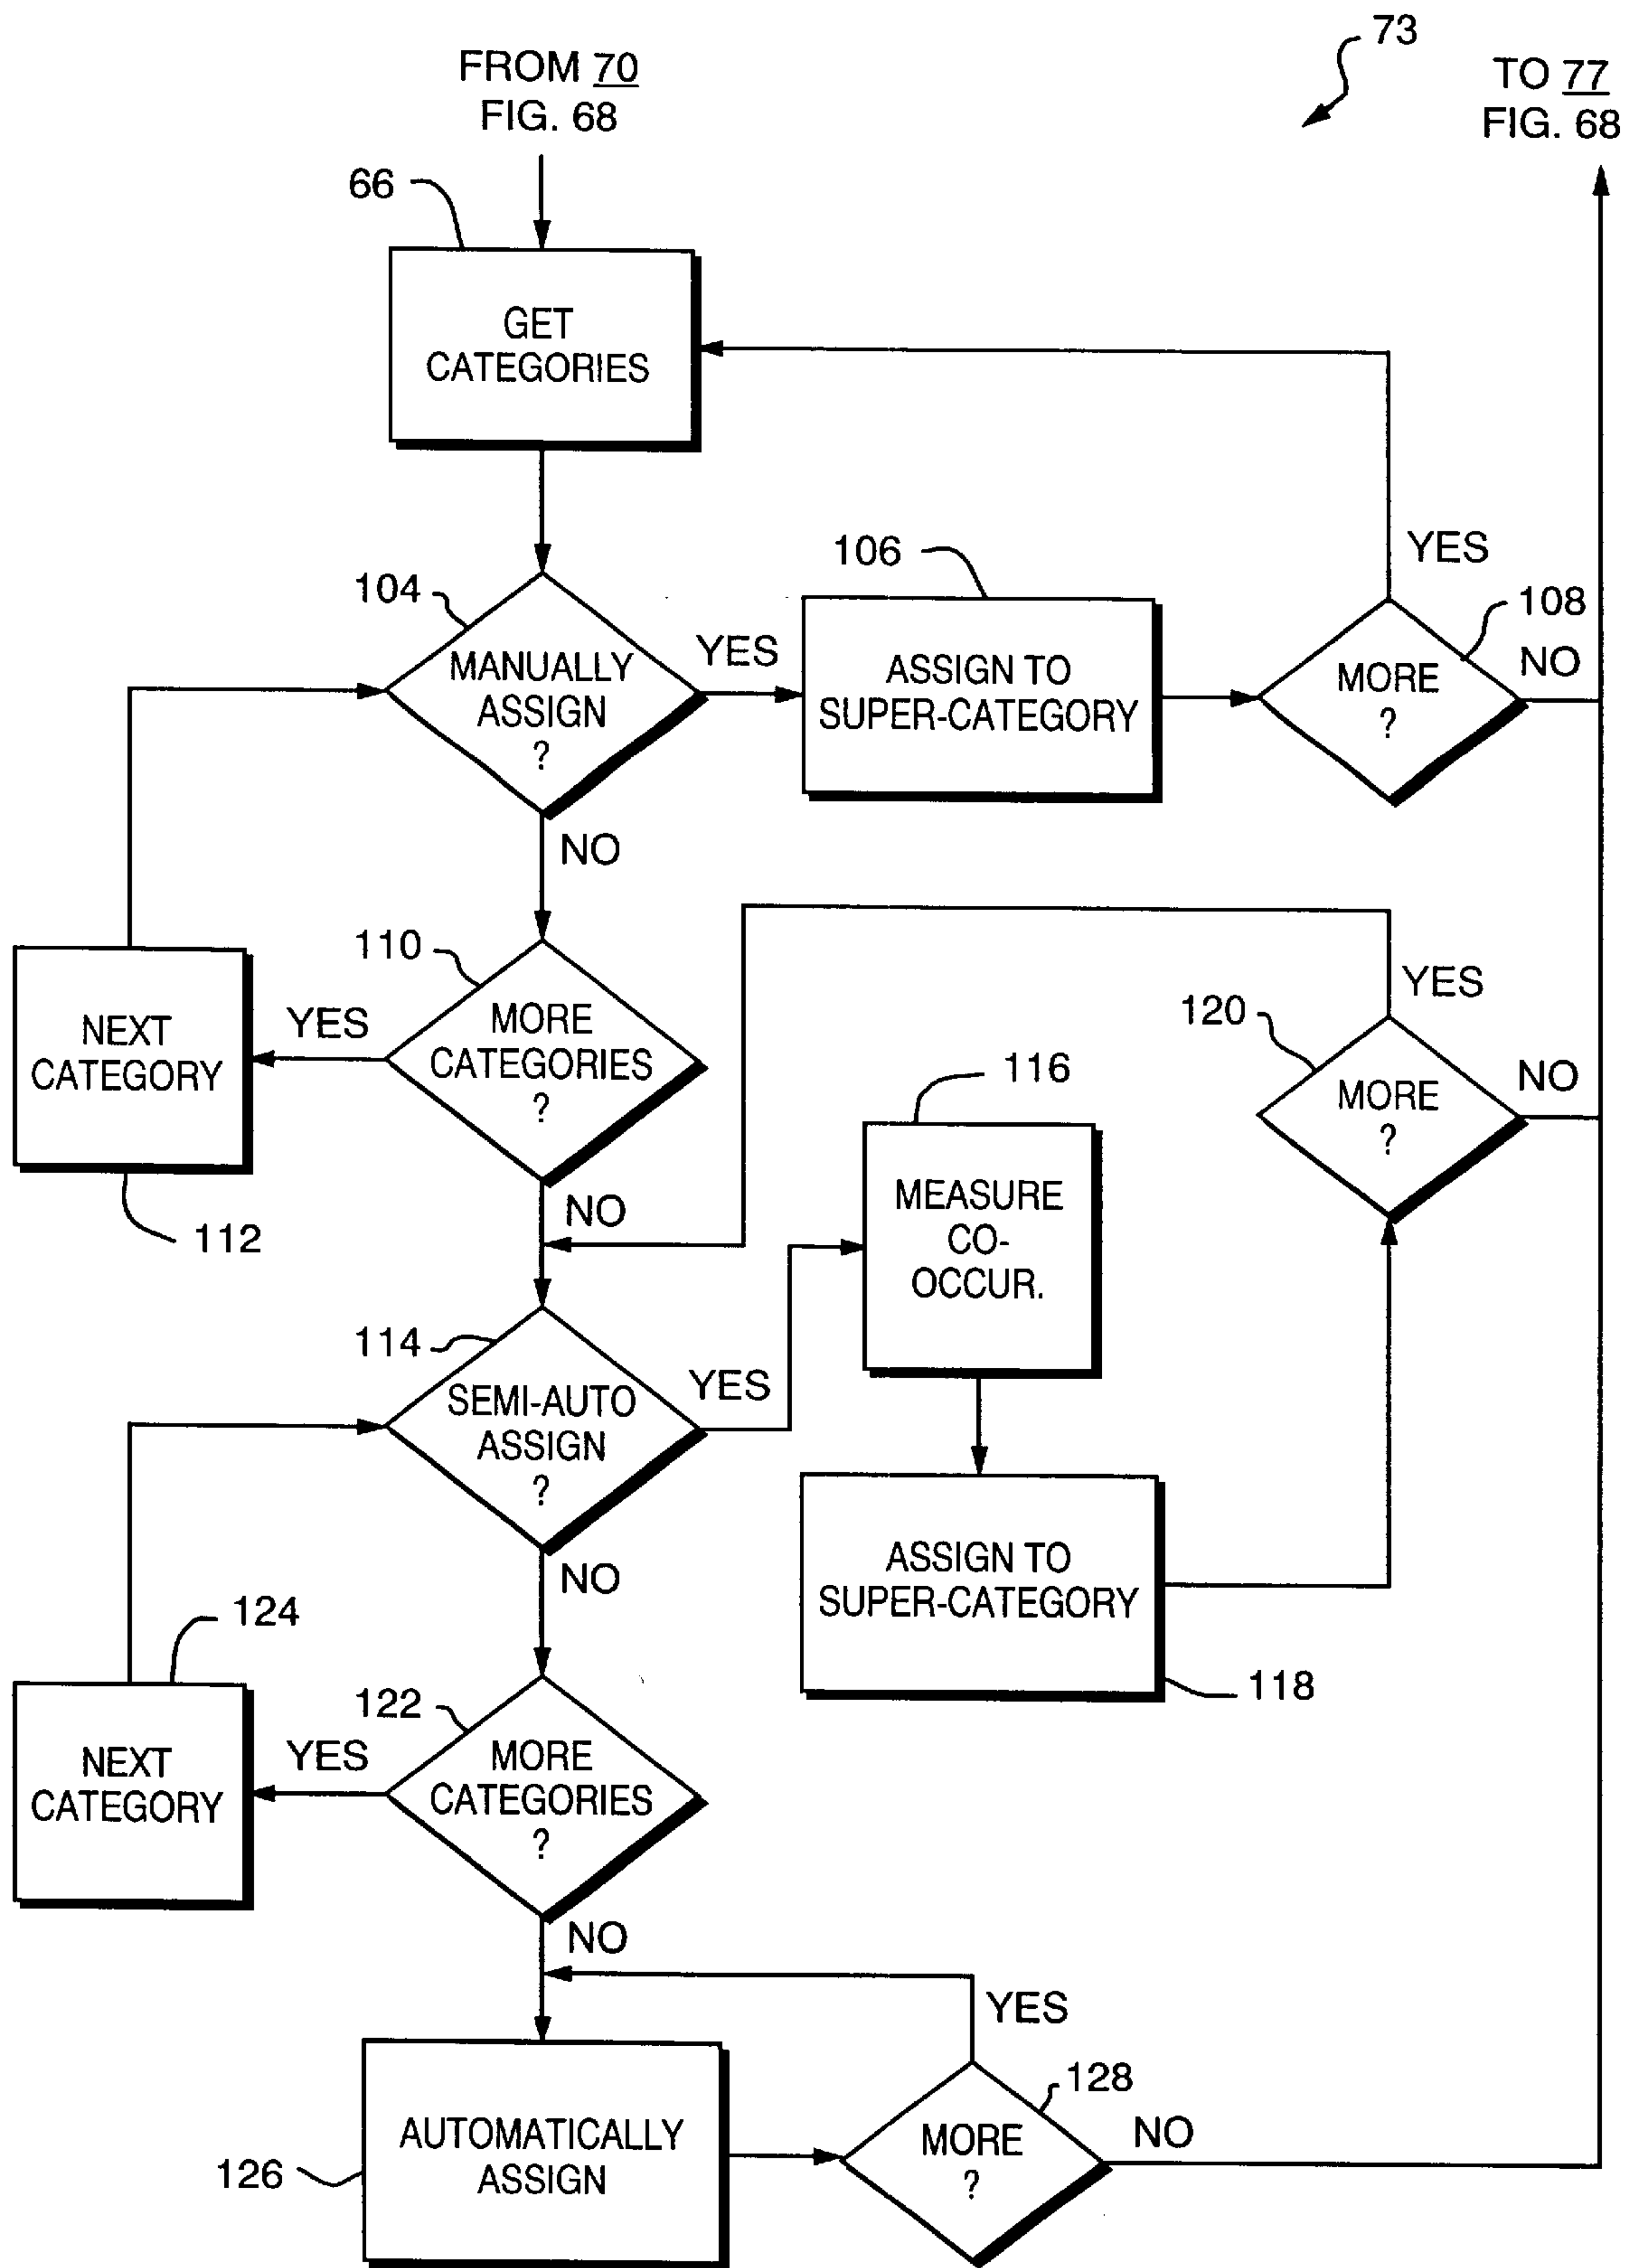 73
FROM 70
FIG. 68
TO 77
FIG. 68
66
GET
CATEGORIES
YES
104
106
108
MANUALLY
ASSIGN
?
YES
ASSIGN TO
SUPER-CATEGORY
MORE
?
NO
NO
110
YES
NEXT
CATEGORY
YES
MORE
CATEGORIES
?
120
MORE
?
NO
116
MEASURE
CO-
OCCUR.
112
NO
114
SEMI-AUTO
ASSIGN
?
YES
ASSIGN TO
SUPER-CATEGORY
118
NO
124
122
NEXT
CATEGORY
YES
MORE
CATEGORIES
?
NO
YES
128
AUTOMATICALLY
ASSIGN
126
MORE
?
NO